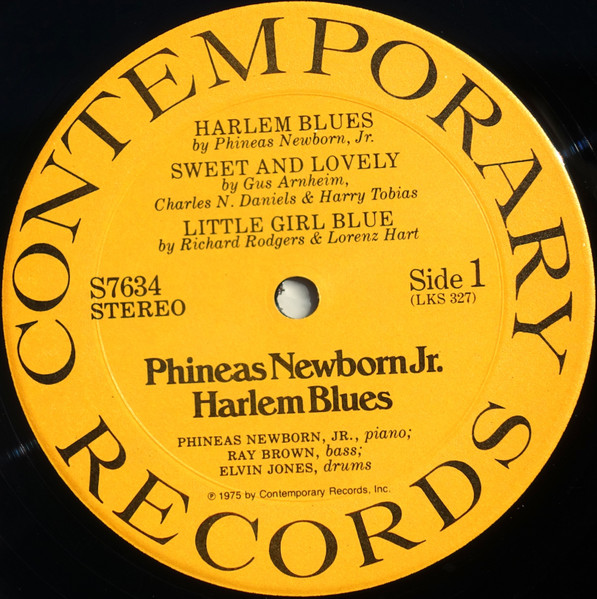 CONTEMPORARY
HARLEM BLUES
by Phineas Newborn, Jr.
SWEET AND LOVELY
by Gus Arnheim,
Charles N. Daniels & Harry Tobias
LITTLE GIRL BLUE
by Richard Rodgers & Lorenz Hart
S7634
STEREO
Side 1
(LKS 327)
Phineas Newborn Jr.
Harlem Blues
PHINEAS NEWBORN, JR., piano;
RAY BROWN, bass;
ELVIN JONES, drums
℗ 1975 by Contemporary Records, Inc.
RECORDS